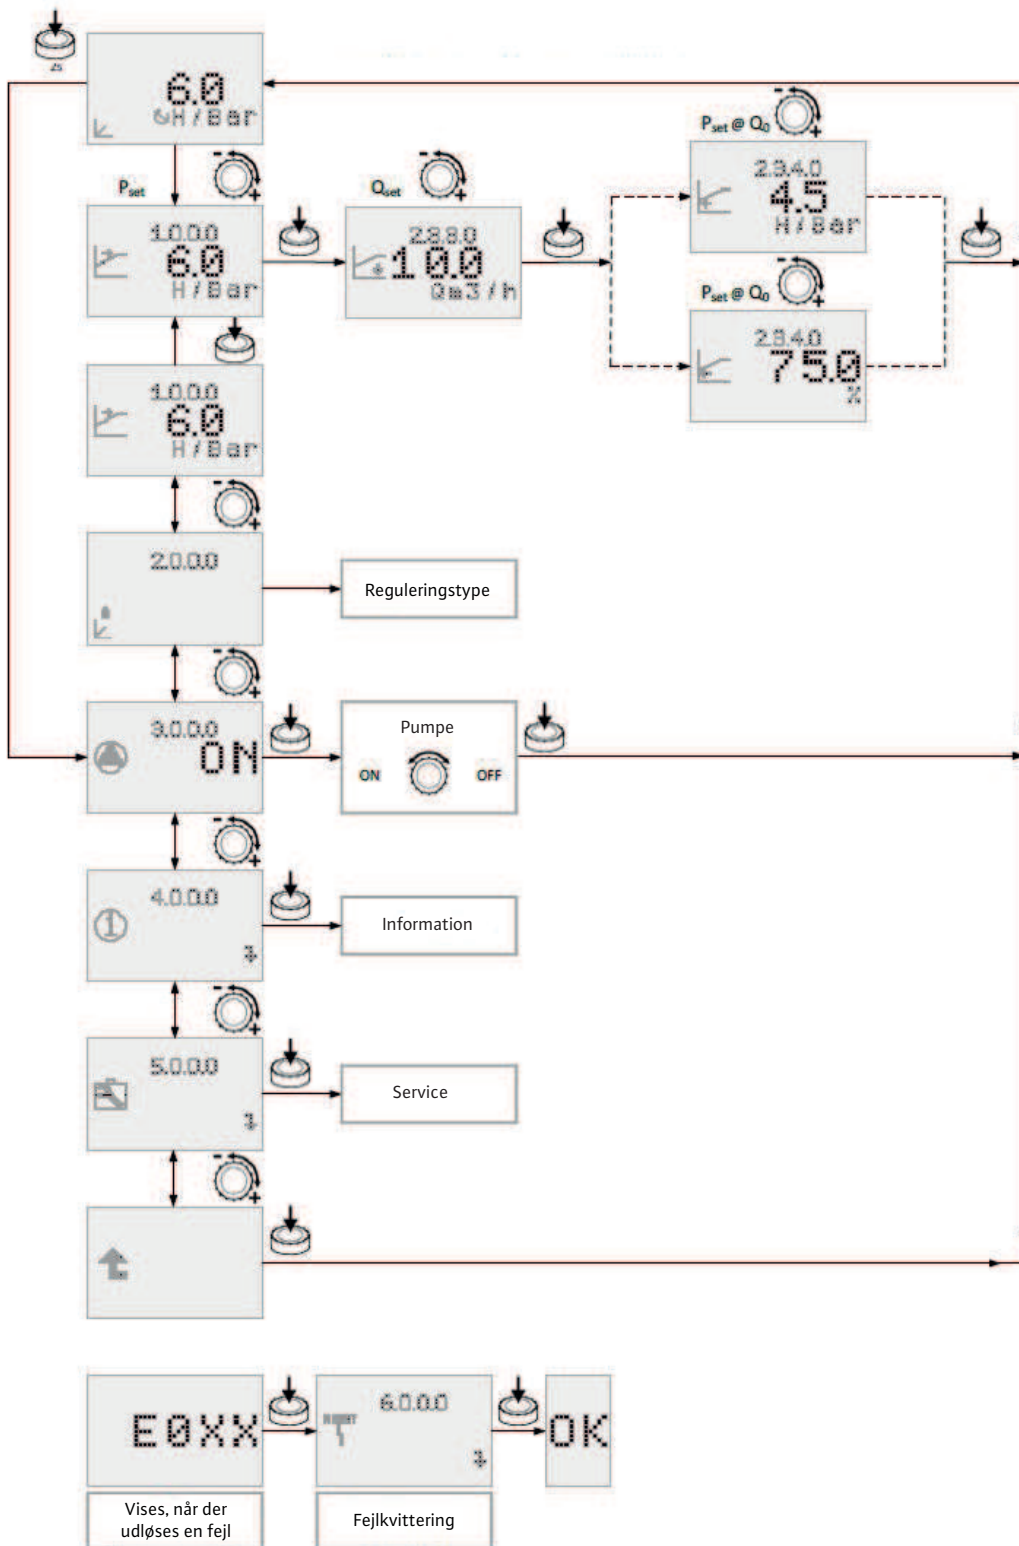 2s
6.0
H/Bar
Pset @ Q0
2.3.4.0
4.5
H/Bar
Pset
Qset
1.0.0.0
6.0
H/Bar
2.3.3.0
10.0
Qm3/h
Pset @ Q0
2.3.4.0
75.0
%
1.0.0.0
6.0
H/Bar
2.0.0.0
Reguleringstype
3.0.0.0
ON
Pumpe
ON
OFF
4.0.0.0
Information
5.0.0.0
Service
E0XX
6.0.0.0
RESET
OK
Vises, når der
udløses en fejl
Fejlkvittering